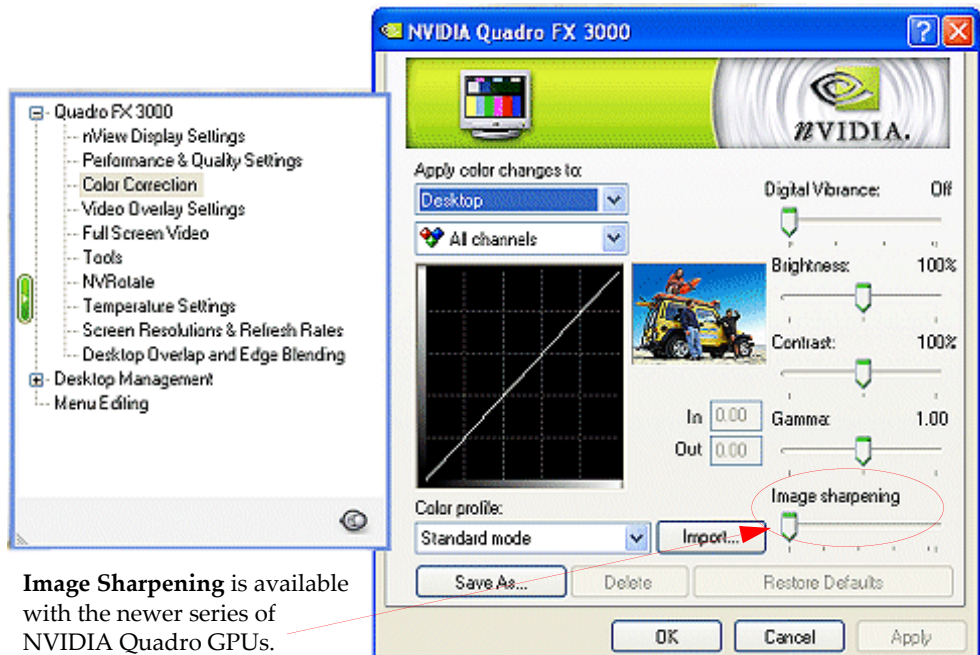 NVIDIA Quadro FX 3000
Quadro FX 3000
nView Display Settings
Performance & Quality Settings
Color Correction
Video Overlay Settings
Full Screen Video
Tools
NVRotate
Temperature Settings
Screen Resolutions & Refresh Rates
Desktop Overlap and Edge Blending
Desktop Management
Menu Editing
Image Sharpening is available
with the newer series of
NVIDIA Quadro GPUs.
nVIDIA.
Apply color changes to:
Desktop
All channels
Digital Vibrance: Off
Brightness: 100%
Contrast: 100%
In 0.00
Out 0.00
Gamma: 1.00
Image sharpening
Color profile:
Standard mode
Import...
Save As... Delete Restore Defaults
OK Cancel Apply